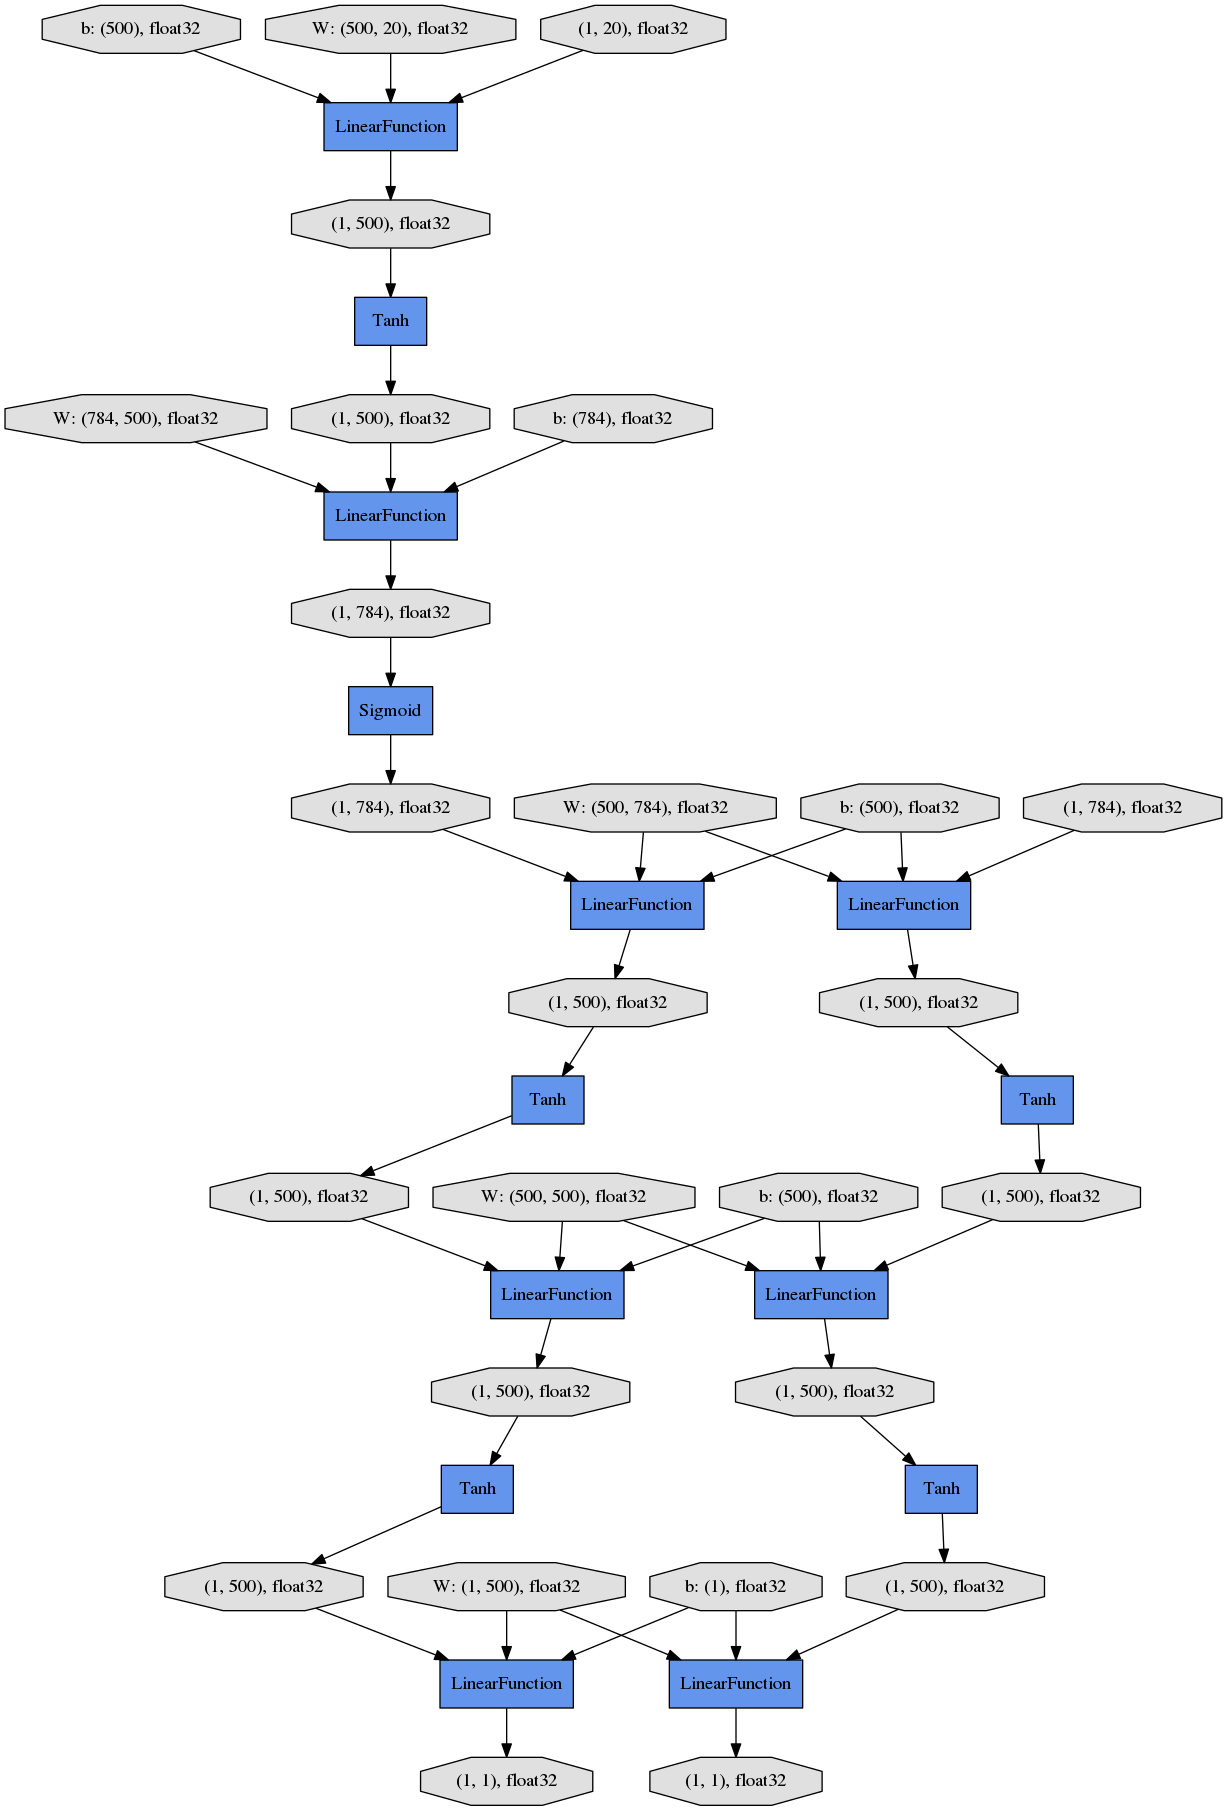 b: (500), float32
W: (500, 20), float32
(1, 20), float32
LinearFunction
(1, 500), float32
Tanh
W: (784, 500), float32
(1, 500), float32
b: (784), float32
LinearFunction
(1, 784), float32
Sigmoid
(1, 784), float32
W: (500, 784), float32
b: (500), float32
(1, 784), float32
LinearFunction
LinearFunction
(1, 500), float32
(1, 500), float32
Tanh
Tanh
(1, 500), float32
W: (500, 500), float32
b: (500), float32
(1, 500), float32
LinearFunction
LinearFunction
(1, 500), float32
(1, 500), float32
Tanh
Tanh
(1, 500), float32
W: (1, 500), float32
b: (1), float32
(1, 500), float32
LinearFunction
LinearFunction
(1, 1), float32
(1, 1), float32